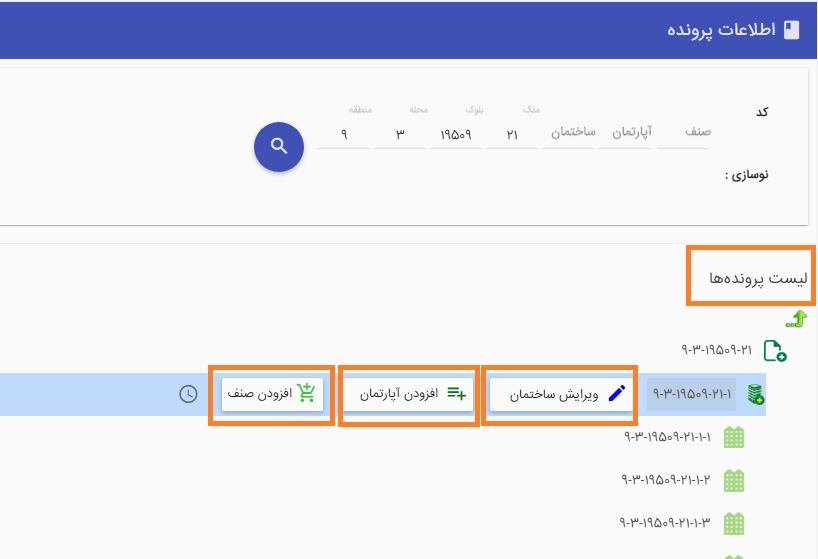 اطلاعات پرونده
کد نوسازی :
منطقه محله بلوک ملک
۹ ۳ ۱۹۵۰۹ ۲۱ ساختمان آپارتمان صنف
لیست پرونده‌ها
۹-۳-۱۹۵۰۹-۲۱
۹-۳-۱۹۵۰۹-۲۱-۱ ویرایش ساختمان افزودن آپارتمان افزودن صنف
۹-۳-۱۹۵۰۹-۲۱-۱-۱
۹-۳-۱۹۵۰۹-۲۱-۱-۲
۹-۳-۱۹۵۰۹-۲۱-۱-۳